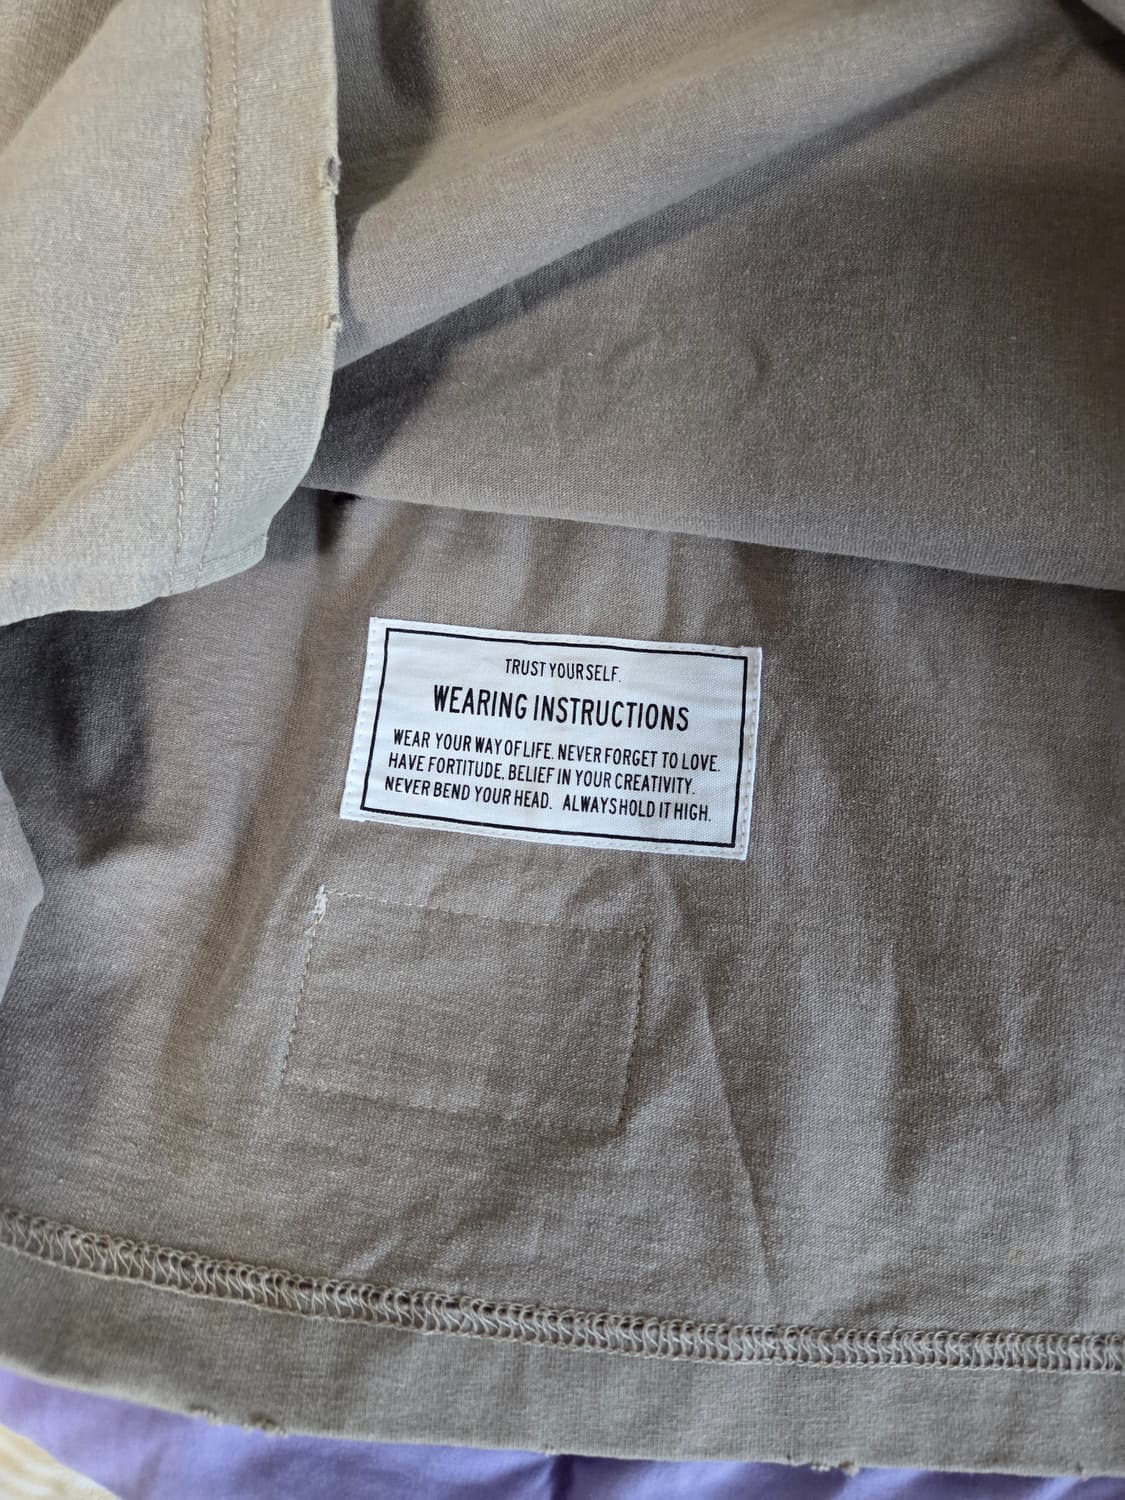 TRUST YOURSELF.
WEARING INSTRUCTIONS
WEAR YOUR WAY OF LIFE. NEVER FORGET TO LOVE.
HAVE FORTITUDE. BELIEF IN YOUR CREATIVITY.
NEVER BEND YOUR HEAD. ALWAYS HOLD IT HIGH.